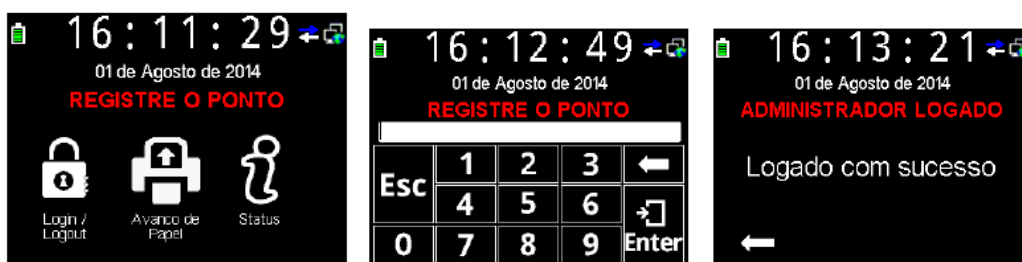 16:11:29
01 de Agosto de 2014
REGISTRE O PONTO
Login /
Logout
Avanco de
Papel
Status
16:12:49
01 de Agosto de 2014
REGISTRE O PONTO
Esc
1
2
3
4
5
6
Enter
0
7
8
9
16:13:21
01 de Agosto de 2014
ADMINISTRADOR LOGADO
Logado com sucesso